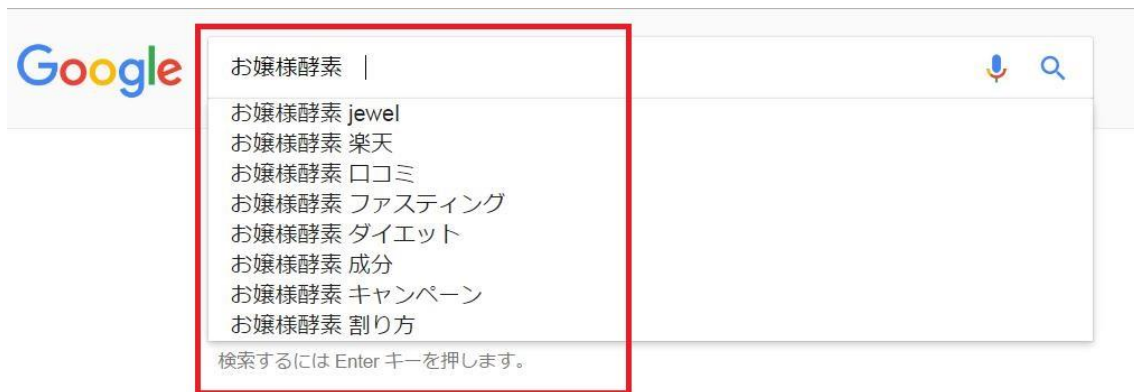 Google
お嬢様酵素
お嬢様酵素 jewel
お嬢様酵素 楽天
お嬢様酵素 口コミ
お嬢様酵素 ファスティング
お嬢様酵素 ダイエット
お嬢様酵素 成分
お嬢様酵素 キャンペーン
お嬢様酵素 割り方
検索するには Enter キーを押します。